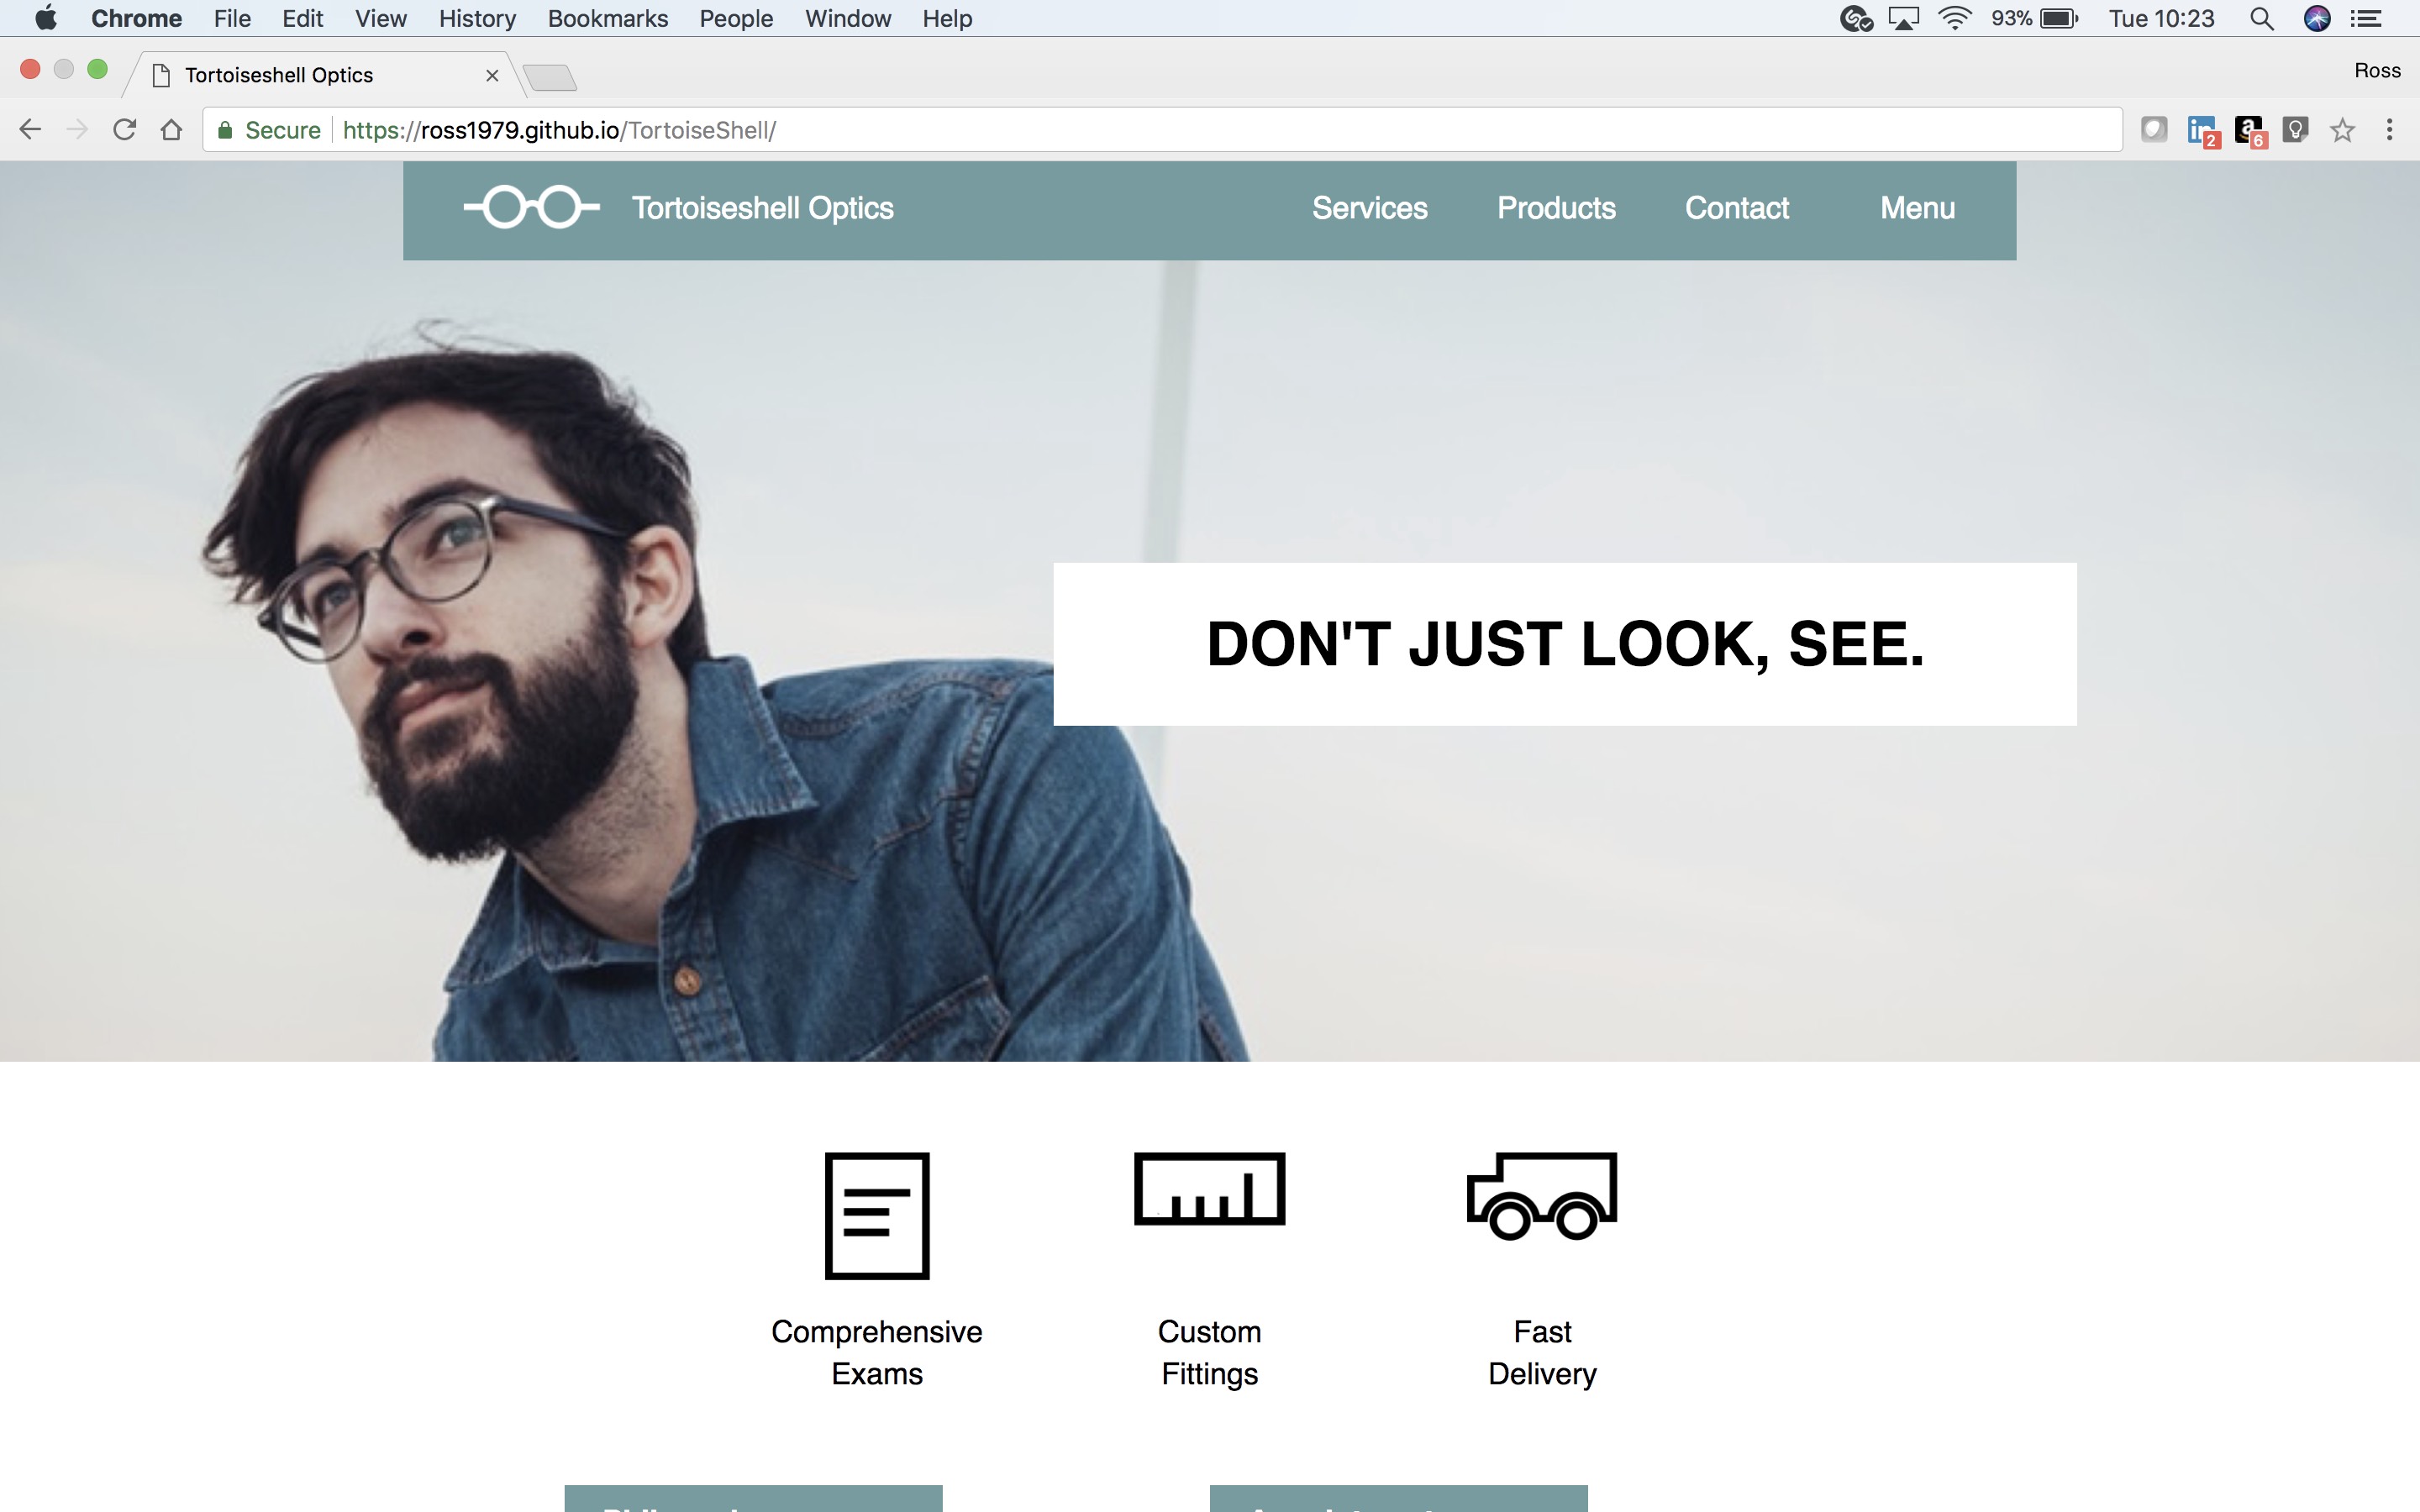 Chrome File Edit View History Bookmarks People Window Help 93% Tue 10:23
Tortoiseshell Optics Ross
Secure https://ross1979.github.io/TortoiseShell/ in 2 a 6
Tortoiseshell Optics Services Products Contact Menu
DON'T JUST LOOK, SEE.
Comprehensive
Exams
Custom
Fittings
Fast
Delivery